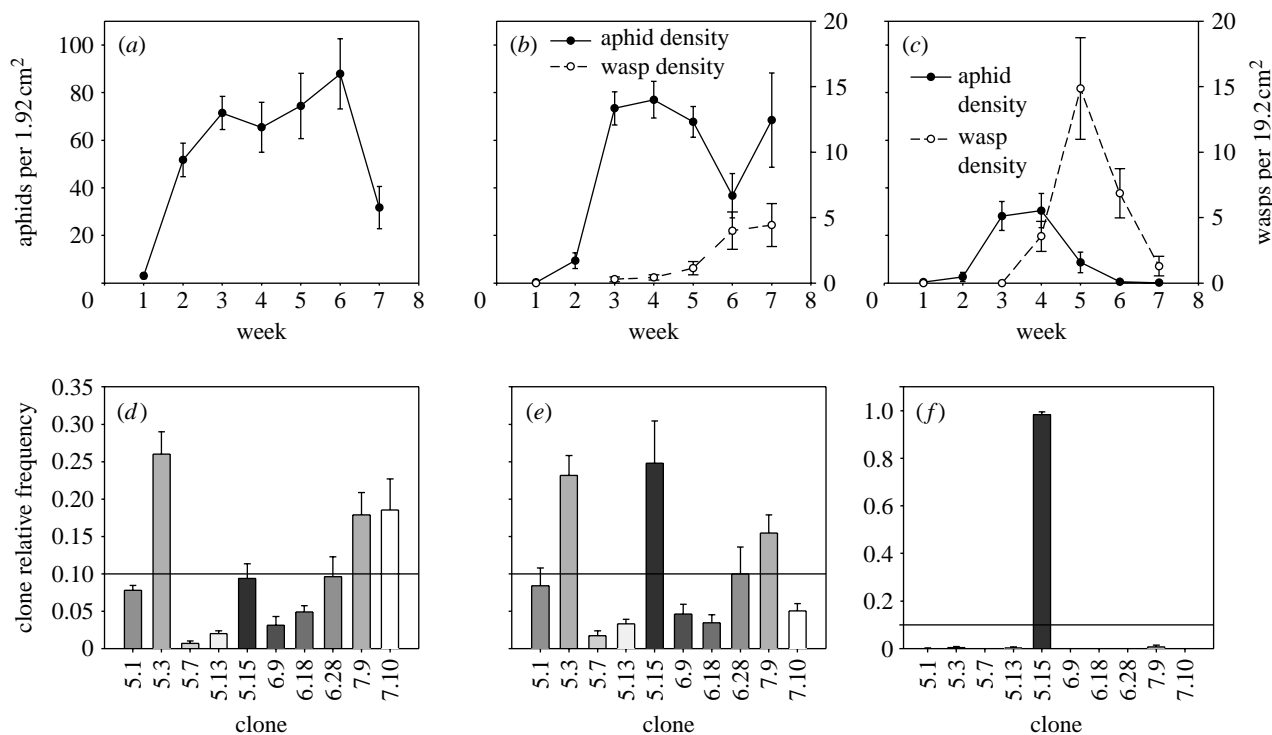 (a)
100
80
60
40
20
0
aphids per 1.92 cm2
1 2 3 4 5 6 7 8
week
(b)
aphid density
wasp density
20
15
10
5
0
0
1 2 3 4 5 6 7 8
week
(c)
aphid
density
wasp
density
20
15
10
5
0
wasps per 19.2 cm2
0
1 2 3 4 5 6 7 8
week
(d)
0.35
0.30
0.25
0.20
0.15
0.10
0.05
0
clone relative frequency
5.1 5.3 5.7 5.13 5.15 6.9 6.18 6.28 7.9 7.10
clone
(e)
5.1 5.3 5.7 5.13 5.15 6.9 6.18 6.28 7.9 7.10
clone
(f)
1.0
0.8
0.6
0.4
0.2
0
5.1 5.3 5.7 5.13 5.15 6.9 6.18 6.28 7.9 7.10
clone